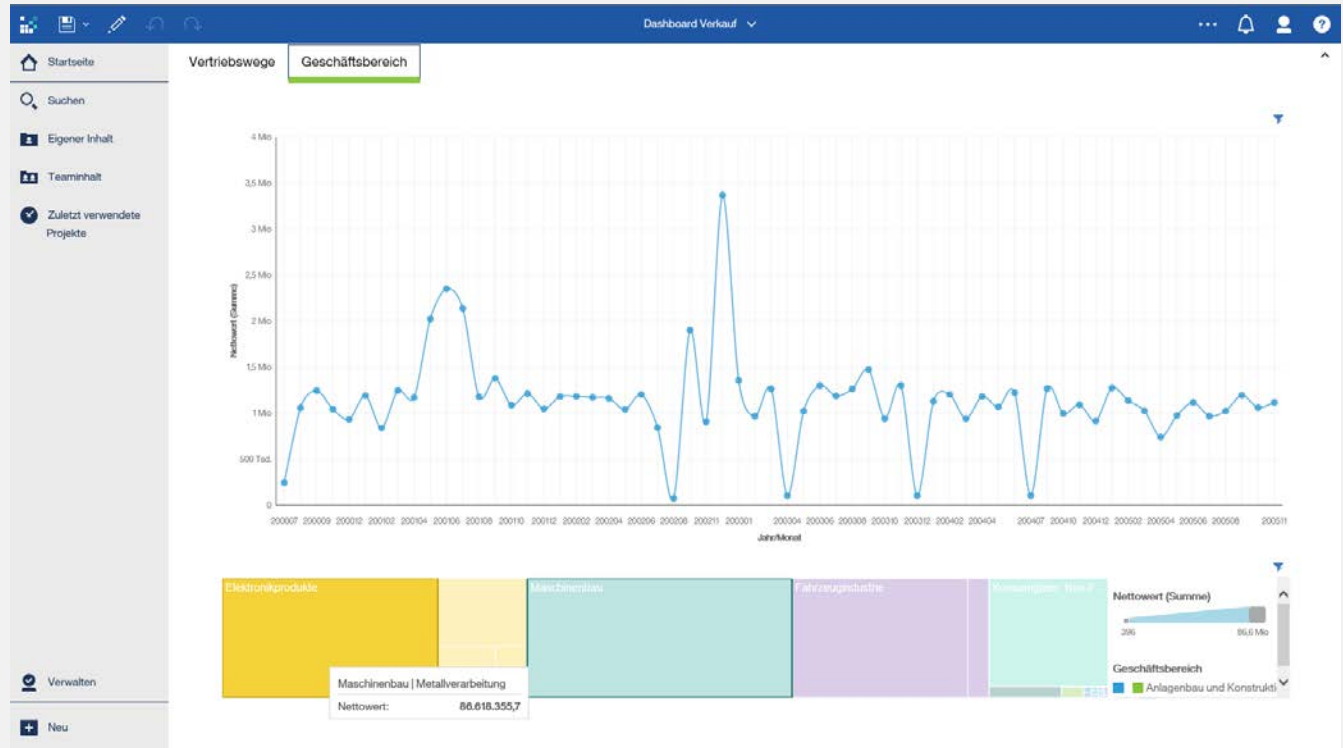 Dashboard Verkauf
?
Startseite
Suchen
Eigener Inhalt
Teaminhalt
Zuletzt verwendete
Projekte
Verwalten
Neu
Vertriebswege Geschäftsbereich
4 Mio
3,5 Mio
3 Mio
2,5 Mio
2 Mio
1,5 Mio
1 Mio
500 Tsd.
0
Nettowert (Summe)
200007 200009 200012 200102 200104 200106 200108 200110 200112 200202 200204 200206 200208 200211 200301 200304 200306 200308 200310 200312 200402 200404 200407 200410 200412 200502 200504 200506 200508 200511
Jahr/Monat
Elektronikprodukte Maschinenbau Fahrzeugindustrie
Maschinenbau | Metallverarbeitung
Nettowert: 86.618.355,7
Nettowert (Summe)
396 86,6 Mio
Geschäftsbereich
Anlagenbau und Konstrukti